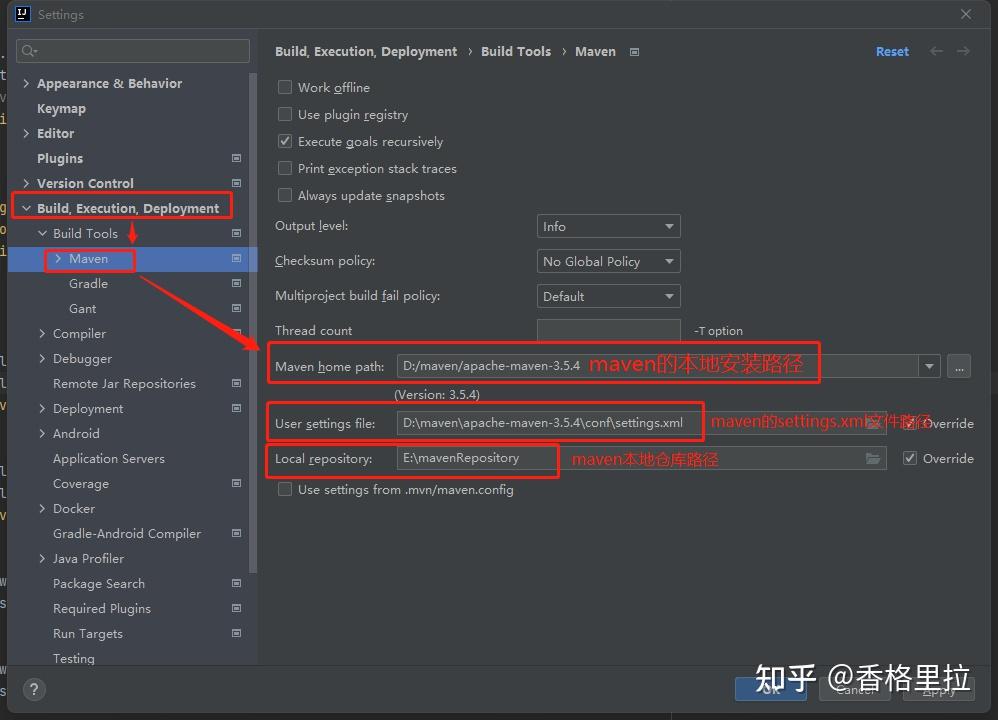 Settings
Appearance & Behavior
Keymap
Editor
Plugins
Version Control
Build, Execution, Deployment
Build Tools
Maven
Gradle
Gant
Compiler
Debugger
Remote Jar Repositories
Deployment
Android
Application Servers
Coverage
Docker
Gradle-Android Compiler
Java Profiler
Package Search
Required Plugins
Run Targets
Testing
?
Build, Execution, Deployment › Build Tools › Maven
Reset
Work offline
Use plugin registry
Execute goals recursively
Print exception stack traces
Always update snapshots
Output level: Info
Checksum policy: No Global Policy
Multiproject build fail policy: Default
Thread count -T option
Maven home path: D:/maven/apache-maven-3.5.4 maven的本地安装路径 ...
(Version: 3.5.4)
User settings file: D:\maven\apache-maven-3.5.4\conf\settings.xml maven的settings.xml文件路径 Override
Local repository: E:\mavenRepository maven本地仓库路径 Override
Use settings from .mvn/maven.config
OK Cancel Apply
知乎 @香格里拉